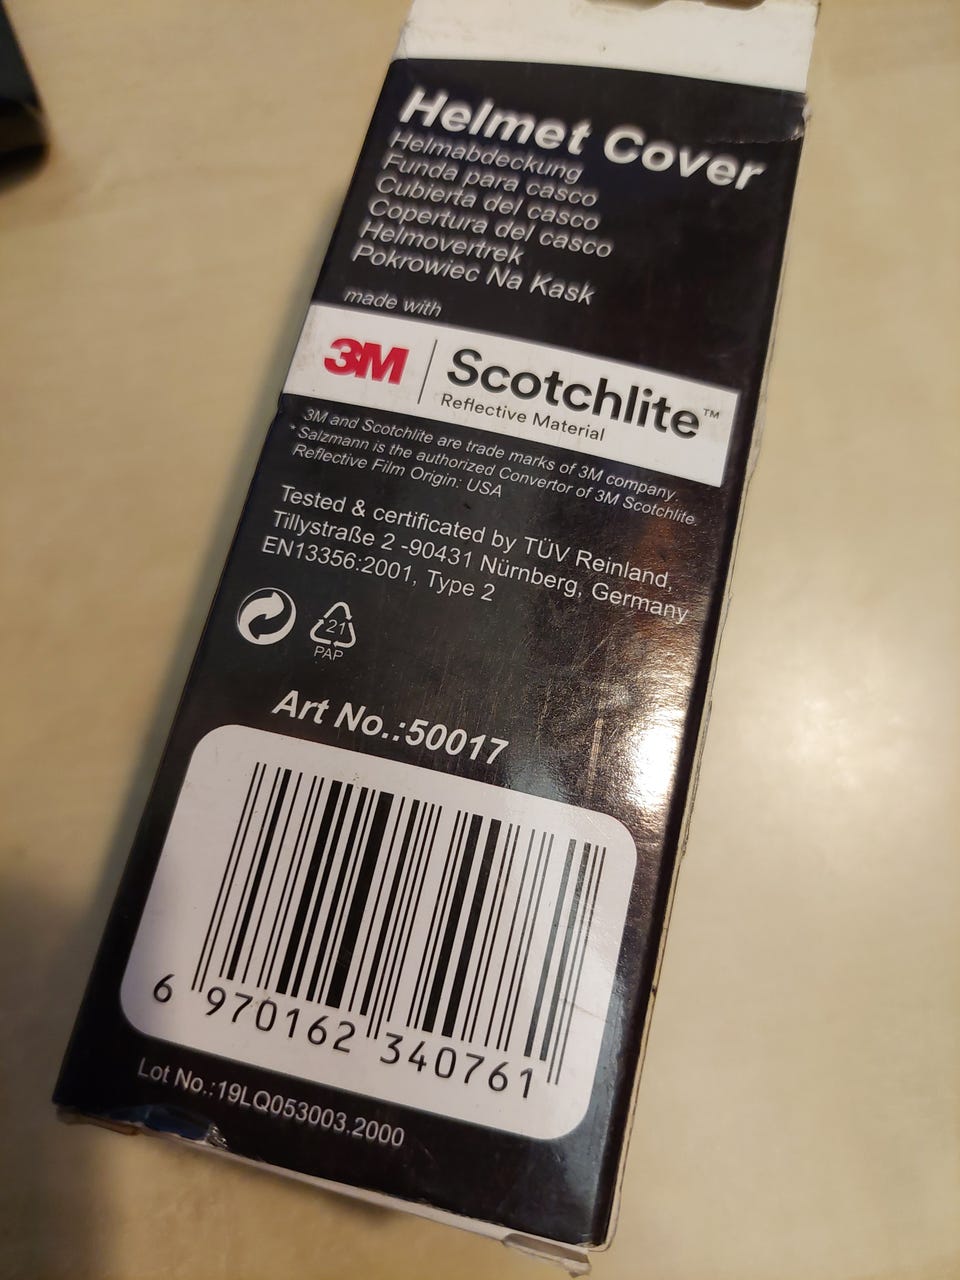 Helmet Cover
Helmabdeckung
Funda para casco
Cubierta del casco
Copertura del casco
Helmovertrek
Pokrowiec Na Kask
made with
3M Scotchlite™
Reflective Material
3M and Scotchlite are trade marks of 3M company.
* Salzmann is the authorized Convertor of 3M Scotchlite.
Reflective Film Origin: USA
Tested & certificated by TÜV Reinland,
Tillystraße 2 -90431 Nürnberg, Germany
EN13356:2001, Type 2
21
PAP
Art No.:50017
6 970162 340761
Lot No.:19LQ053003.2000